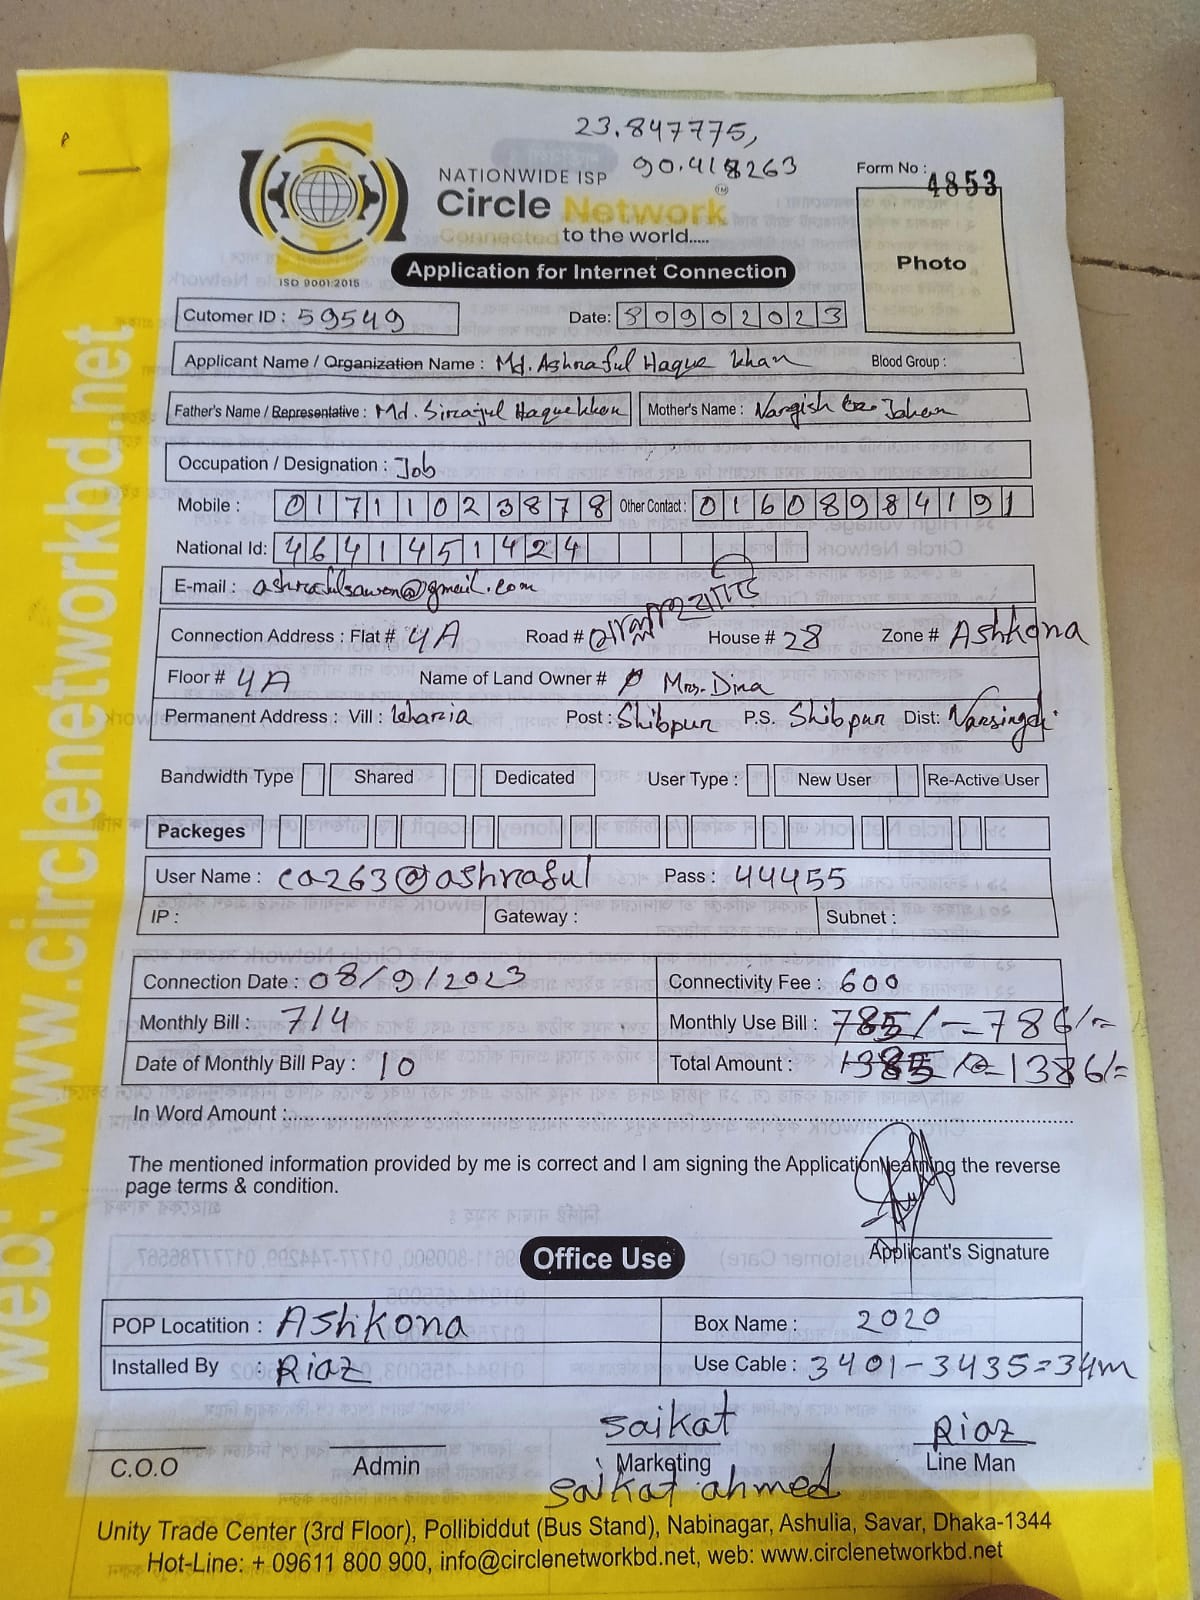 23.847775,
90.418263
Form No : 4853
NATIONWIDE ISP
Circle Network TM
Connected to the world.....
ISO 9001:2015
Photo
Application for Internet Connection
Cutomer ID : 59549 Date: 80902023
Applicant Name / Organization Name : Md. Ashraful Haque Khan Blood Group :
Father's Name / Representative : Md. Sirajul Haque Khan Mother's Name : Nargish Jahan
Occupation / Designation : Job
Mobile : 01711023878 Other Contact : 01608984191
National Id: 4641451424
E-mail : ashrafulsawon@gmail.com
Connection Address : Flat # 4A Road # House # 28 Zone # Ashkona
Floor # 4A Name of Land Owner # Mrs. Dina
Permanent Address : Vill : Kharia Post : Shibpur P.S. Shibpur Dist: Narsingdi
Bandwidth Type Shared Dedicated User Type : New User Re-Active User
Packeges
User Name : ca263@ashraful Pass : 44455
IP : Gateway : Subnet :
Connection Date : 08/9/2023 Connectivity Fee : 600
Monthly Bill : 714 Monthly Use Bill : 785/- 786/=
Date of Monthly Bill Pay : 10 Total Amount : 1385/= 1386/=
In Word Amount :
The mentioned information provided by me is correct and I am signing the Application learning the reverse
page terms & condition.
Applicant's Signature
Office Use
POP Locatition : Ashkona Box Name : 2020
Installed By : Riaz Use Cable : 3401-3435=34m
saikat Riaz
C.O.O Admin Marketing Line Man
saikat ahmed
Unity Trade Center (3rd Floor), Pollibiddut (Bus Stand), Nabinagar, Ashulia, Savar, Dhaka-1344
Hot-Line: + 09611 800 900, info@circlenetworkbd.net, web: www.circlenetworkbd.net
web: www.circlenetworkbd.net